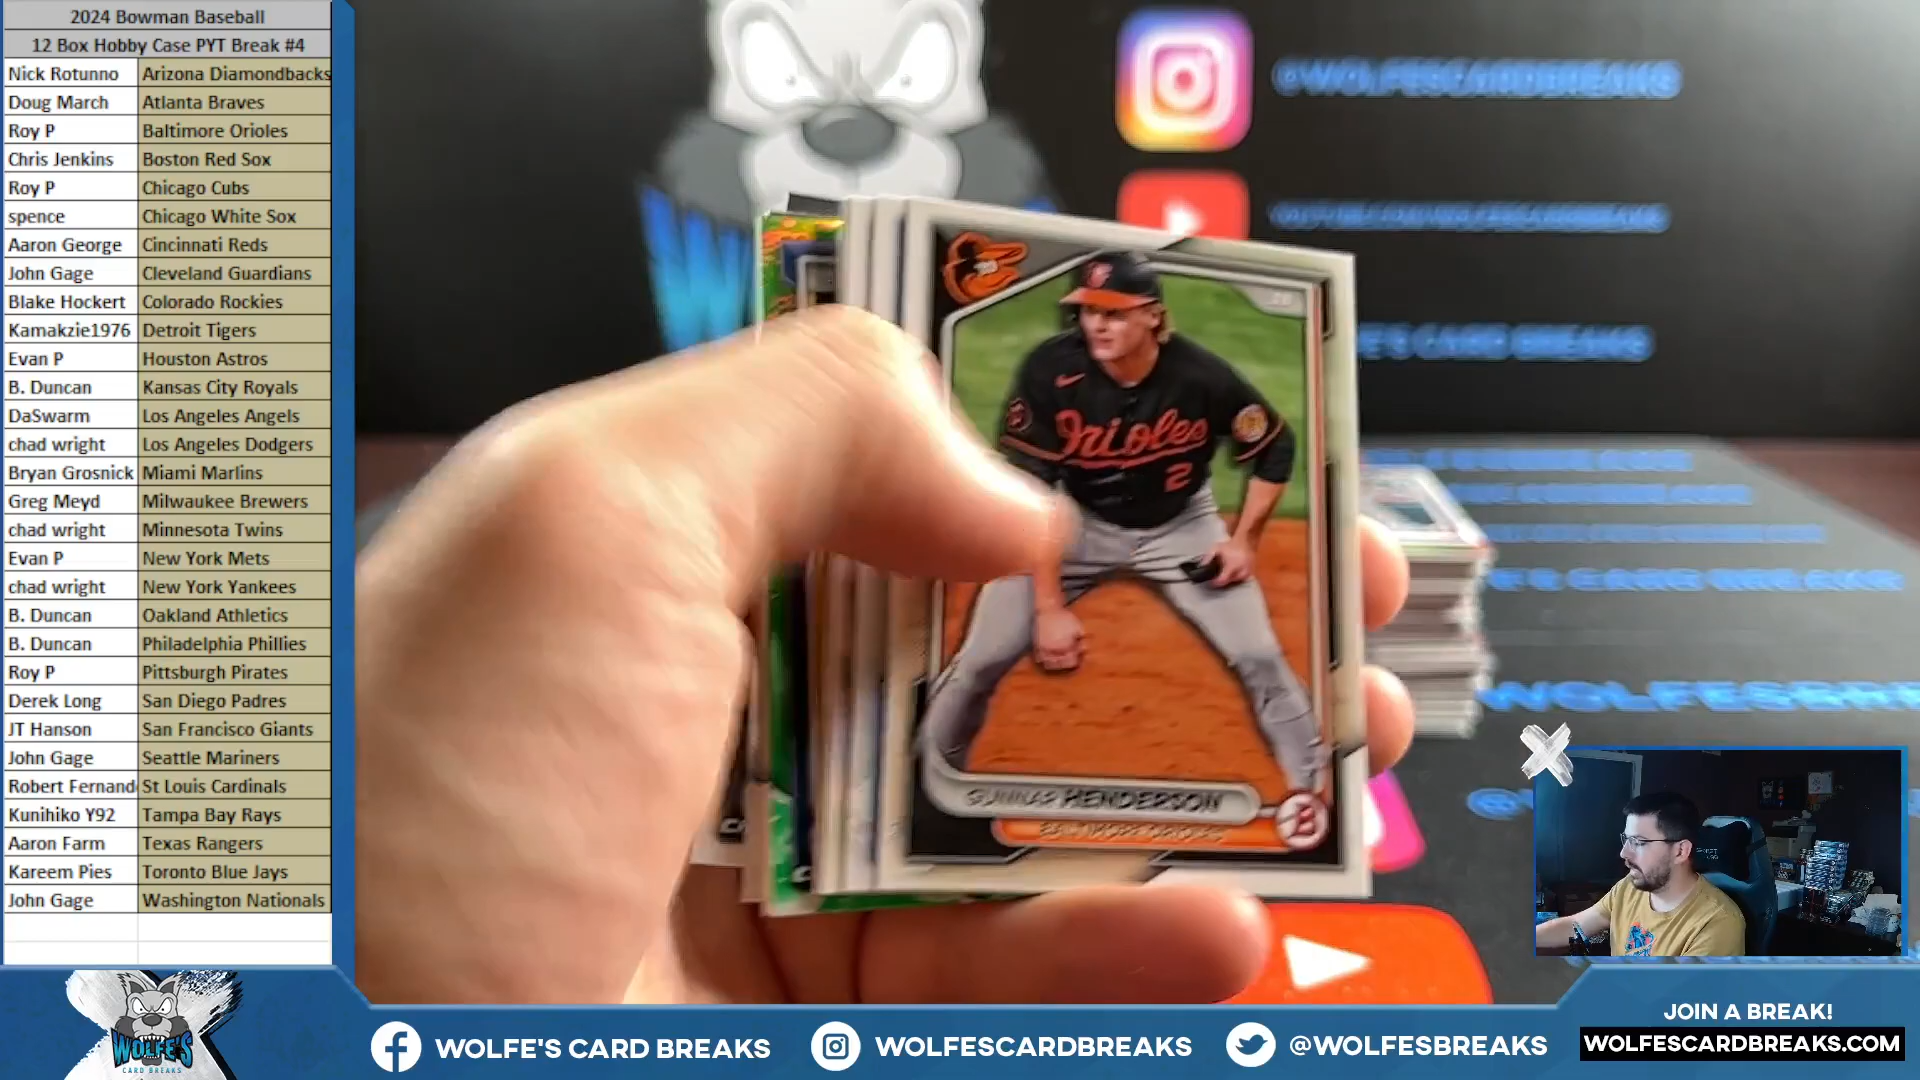 2024 Bowman Baseball
12 Box Hobby Case PYT Break #4
Nick Rotunno Arizona Diamondbacks
Doug March Atlanta Braves
Roy P Baltimore Orioles
Chris Jenkins Boston Red Sox
Roy P Chicago Cubs
spence Chicago White Sox
Aaron George Cincinnati Reds
John Gage Cleveland Guardians
Blake Hockert Colorado Rockies
Kamakzie1976 Detroit Tigers
Evan P Houston Astros
B. Duncan Kansas City Royals
DaSwarm Los Angeles Angels
chad wright Los Angeles Dodgers
Bryan Grosnick Miami Marlins
Greg Meyd Milwaukee Brewers
chad wright Minnesota Twins
Evan P New York Mets
chad wright New York Yankees
B. Duncan Oakland Athletics
B. Duncan Philadelphia Phillies
Roy P Pittsburgh Pirates
Derek Long San Diego Padres
JT Hanson San Francisco Giants
John Gage Seattle Mariners
Robert Fernand St Louis Cardinals
Kunihiko Y92 Tampa Bay Rays
Aaron Farm Texas Rangers
Kareem Pies Toronto Blue Jays
John Gage Washington Nationals
@WOLFESCARDBREAKS
E'S CARD BREAKS
Orioles
2
GUNNAR HENDERSON
BALTIMORE ORIOLES
B
WOLFE'S
CARD BREAKS
WOLFE'S CARD BREAKS
WOLFESCARDBREAKS
@WOLFESBREAKS
JOIN A BREAK!
WOLFESCARDBREAKS.COM